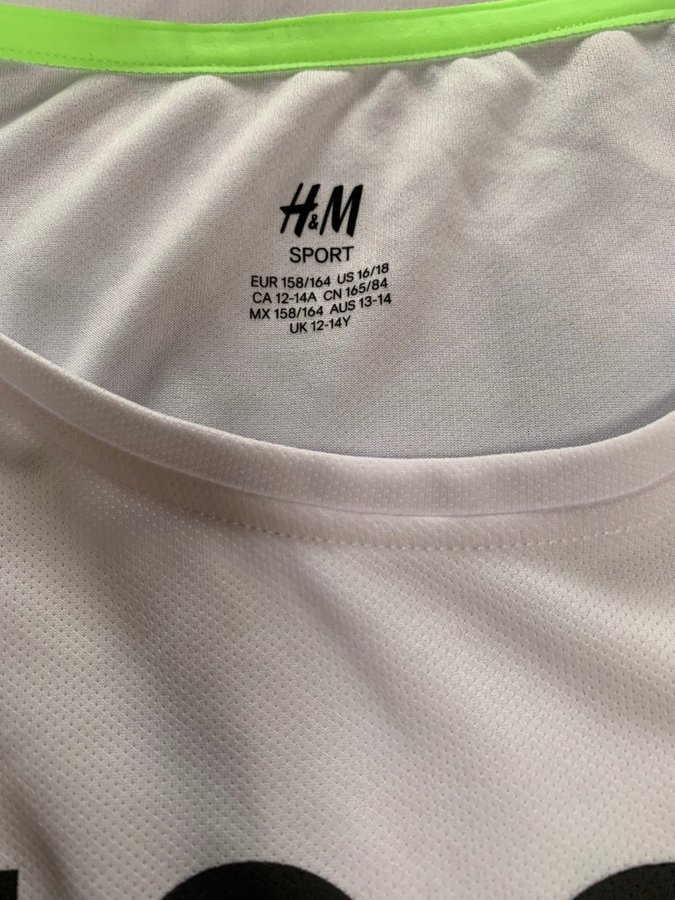 H&M
SPORT
EUR 158/164 US 16/18
CA 12-14A CN 165/84
MX 158/164 AUS 13-14
UK 12-14Y